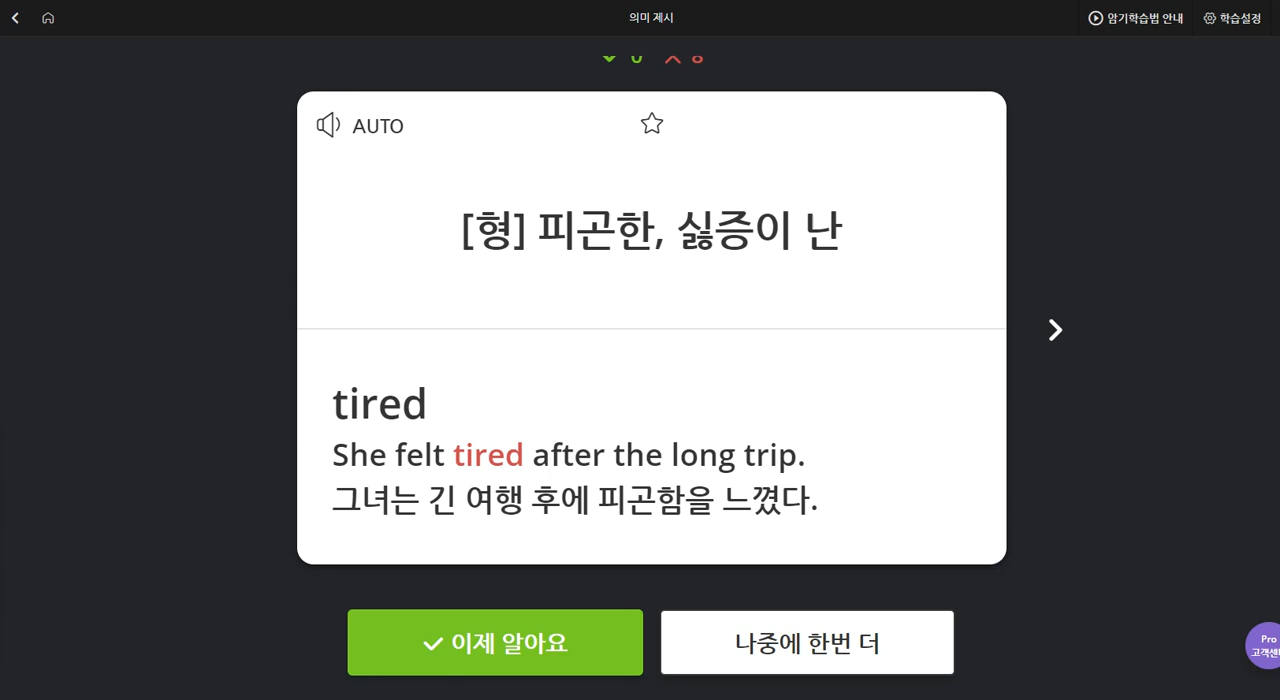 의미 제시
암기학습법 안내
학습설정
AUTO
[형] 피곤한, 싫증이 난
tired
She felt tired after the long trip.
그녀는 긴 여행 후에 피곤함을 느꼈다.
이제 알아요
나중에 한번 더
Pro